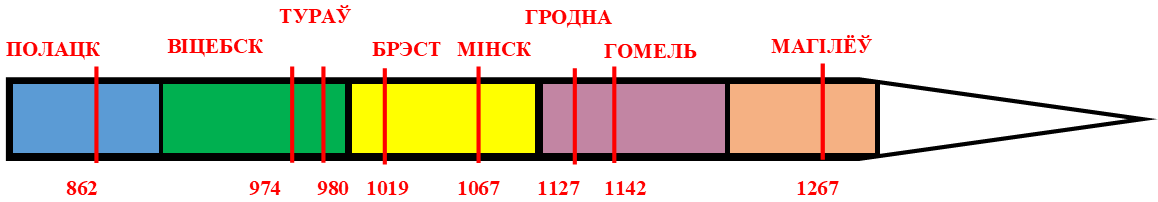 ПОЛАЦК
ВІЦЕБСК
ТУРАЎ
БРЭСТ
МІНСК
ГРОДНА
ГОМЕЛЬ
МАГІЛЁЎ
862
974
980
1019
1067
1127
1142
1267